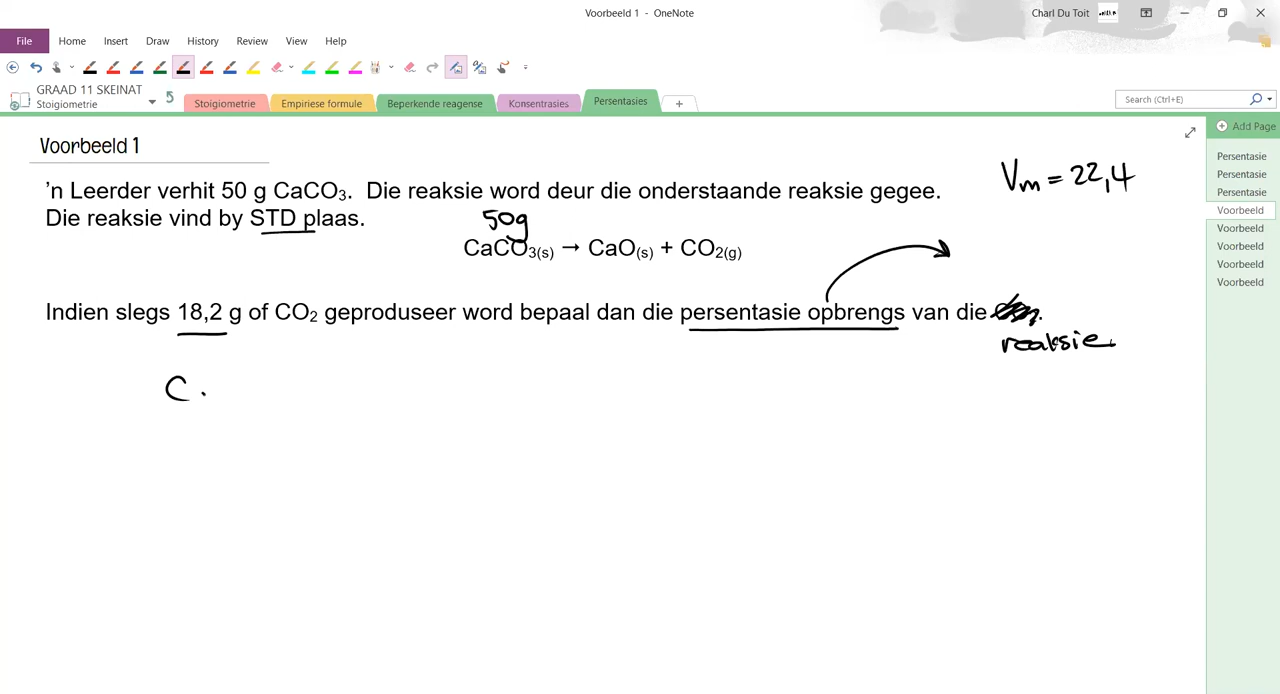 Voorbeeld 1 - OneNote
Charl Du Toit
File Home Insert Draw History Review View Help
GRAAD 11 SKEINAT
Stoigiometrie
Stoigiometrie Empiriese formule Beperkende reagense Konsentrasies Persentasies +
Search (Ctrl+E)
Add Page
Voorbeeld 1
'n Leerder verhit 50 g CaCO₃. Die reaksie word deur die onderstaande reaksie gegee.
Die reaksie vind by STD plaas.
Vm = 22,4
50g
CaCO₃(s) → CaO(s) + CO₂(g)
Indien slegs 18,2 g of CO₂ geproduseer word bepaal dan die persentasie opbrengs van die .
reaksie.
C.
Persentasie
Persentasie
Persentasie
Voorbeeld
Voorbeeld
Voorbeeld
Voorbeeld
Voorbeeld